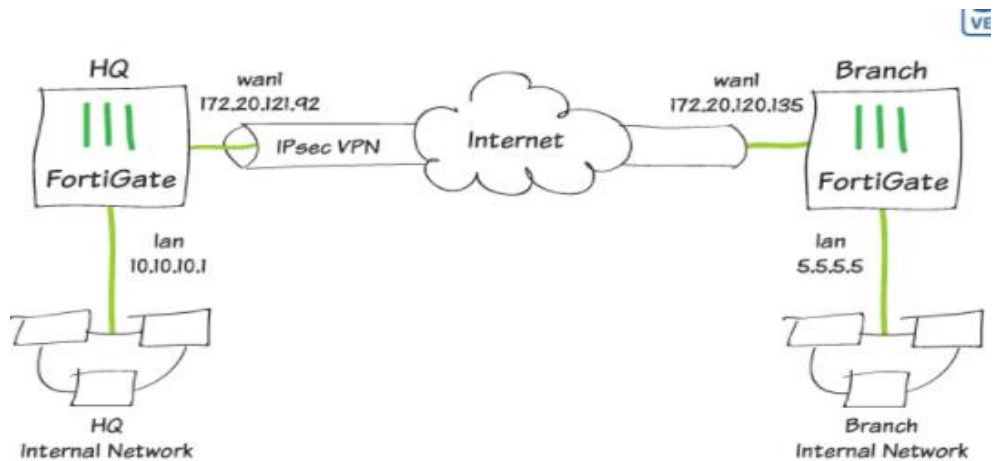 VE
HQ
wan1
172.20.121.92
FortiGate
IPsec VPN
Internet
wan1
172.20.120.135
Branch
FortiGate
lan
10.10.10.1
lan
5.5.5.5
HQ
Internal Network
Branch
Internal Network